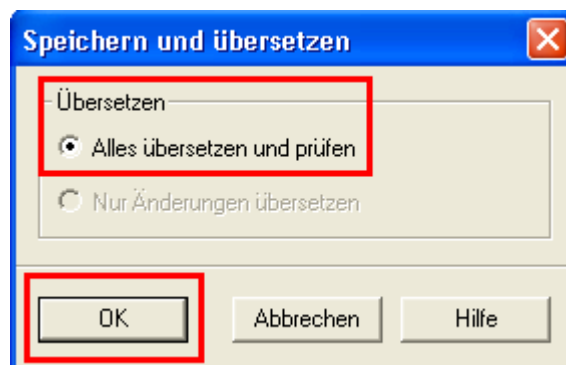 Speichern und übersetzen
Übersetzen
Alles übersetzen und prüfen
Nur Änderungen übersetzen
OK Abbrechen Hilfe